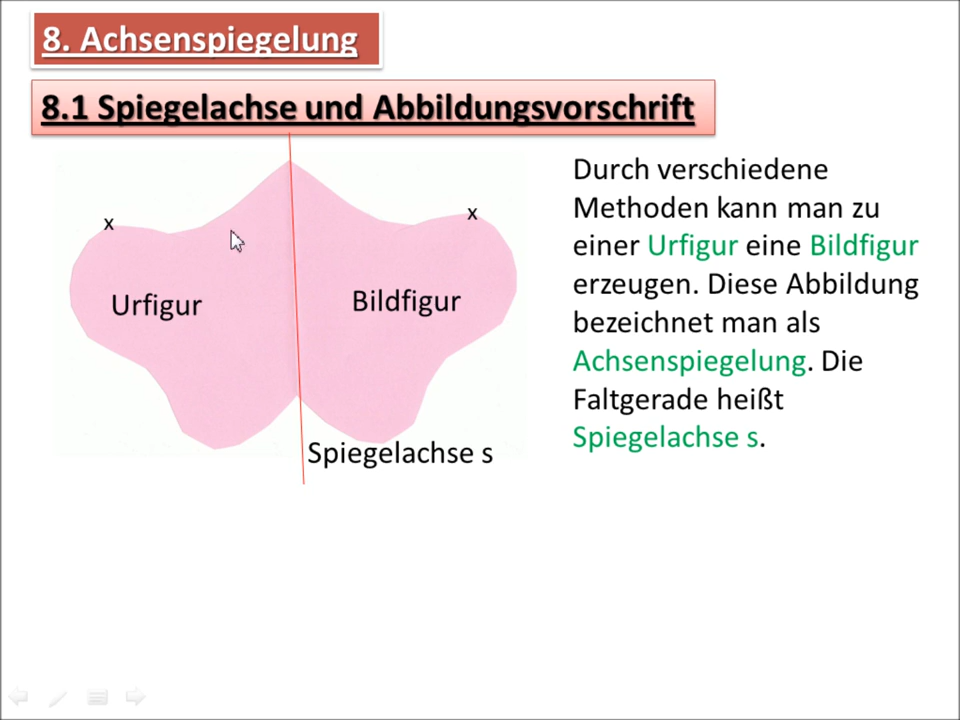 8. Achsenspiegelung
8.1 Spiegelachse und Abbildungsvorschrift
x
x
Urfigur
Bildfigur
Spiegelachse s
Durch verschiedene
Methoden kann man zu
einer Urfigur eine Bildfigur
erzeugen. Diese Abbildung
bezeichnet man als
Achsenspiegelung. Die
Faltgerade heißt
Spiegelachse s.